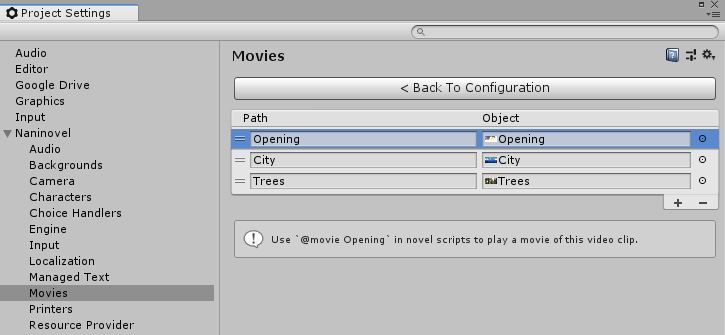 Project Settings
Audio
Editor
Google Drive
Graphics
Input
Naninovel
Audio
Backgrounds
Camera
Characters
Choice Handlers
Engine
Input
Localization
Managed Text
Movies
Printers
Resource Provider
Movies
< Back To Configuration
Path Object
Opening Opening
City City
Trees Trees
Use `@movie Opening` in novel scripts to play a movie of this video clip.